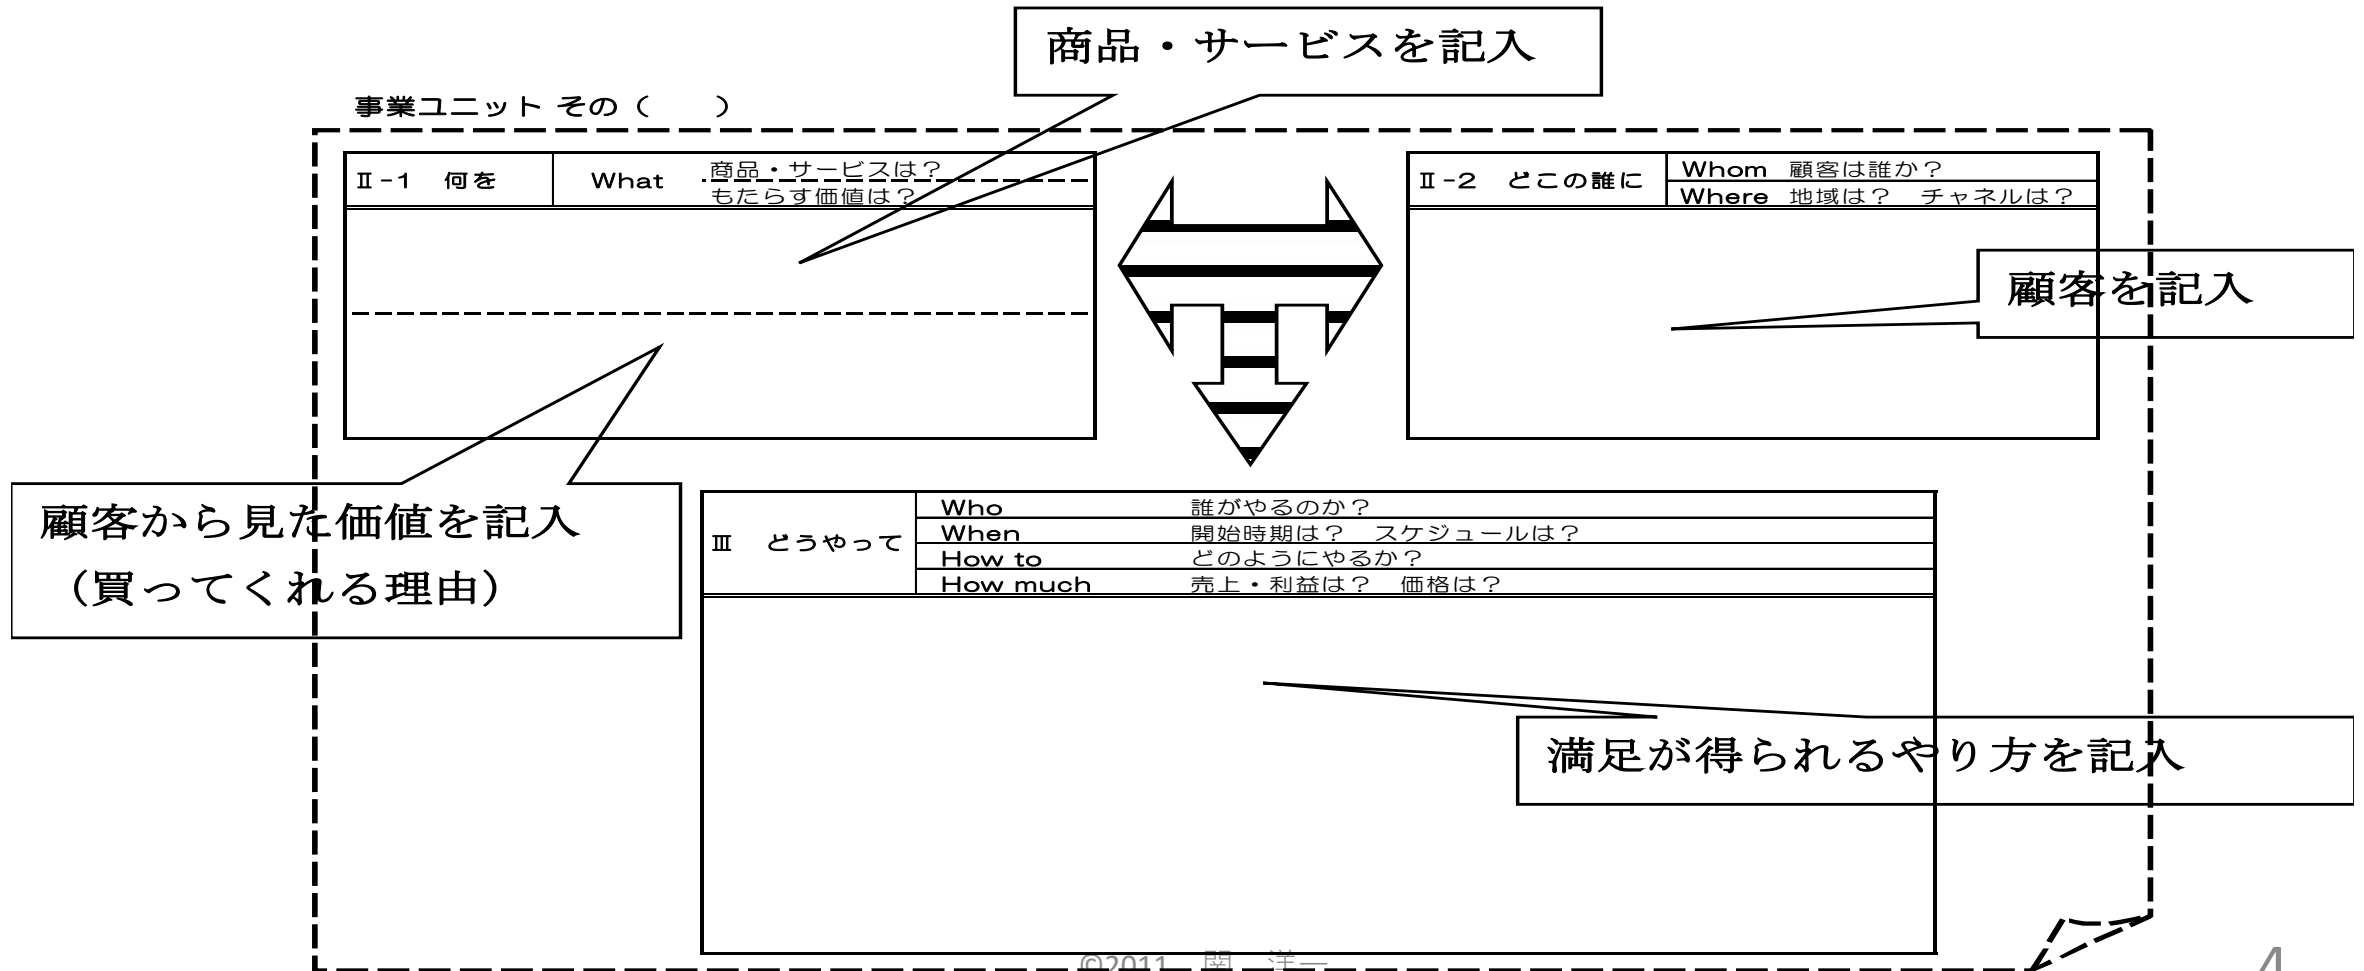 商品・サービスを記入
事業ユニット その（　　）
Ⅱ-1　何を　What　商品・サービスは？
もたらす価値は？
Ⅱ-2　どこの誰に　Whom　顧客は誰か？
Where　地域は？　チャネルは？
顧客を記入
顧客から見た価値を記入
（買ってくれる理由）
Ⅲ　どうやって
Who　誰がやるのか？
When　開始時期は？　スケジュールは？
How to　どのようにやるか？
How much　売上・利益は？　価格は？
満足が得られるやり方を記入
©2011　関　洋一
4